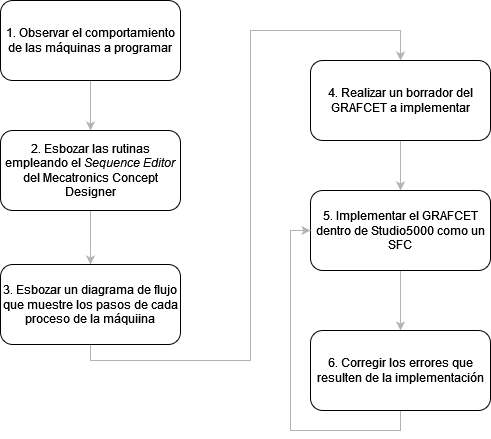 1. Observar el comportamiento
de las máquinas a programar
2. Esbozar las rutinas
empleando el Sequence Editor
del Mecatronics Concept
Designer
3. Esbozar un diagrama de flujo
que muestre los pasos de cada
proceso de la máquiina
4. Realizar un borrador del
GRAFCET a implementar
5. Implementar el GRAFCET
dentro de Studio5000 como un
SFC
6. Corregir los errores que
resulten de la implementación